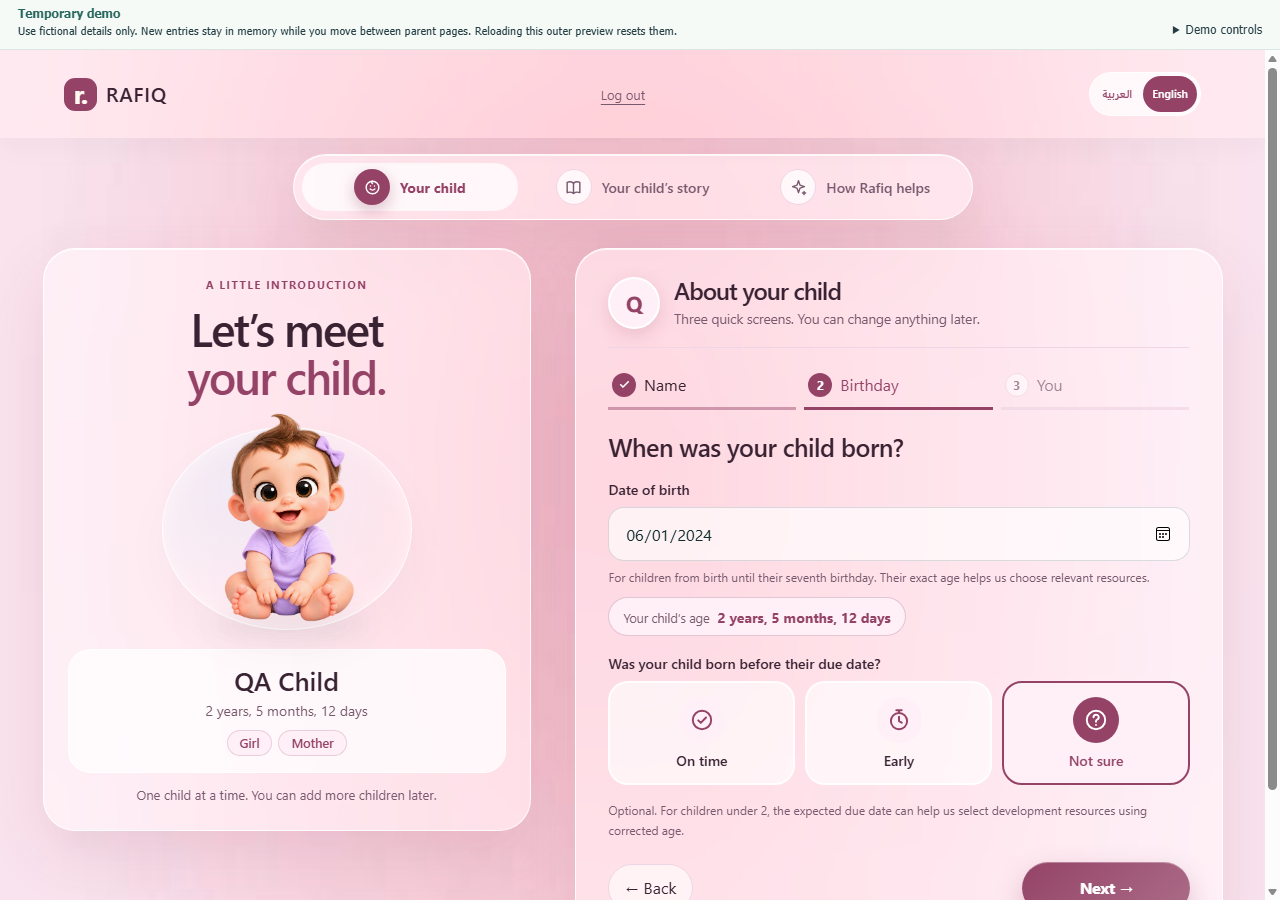 Temporary demo
Use fictional details only. New entries stay in memory while you move between parent pages. Reloading this outer preview resets them.
▶ Demo controls
r. RAFIQ
Log out
العربية
English
Your child
Your child's story
How Rafiq helps
A LITTLE INTRODUCTION
Let's meet
your child.
QA Child
2 years, 5 months, 12 days
Girl
Mother
One child at a time. You can add more children later.
Q
About your child
Three quick screens. You can change anything later.
Name
2 Birthday
3 You
When was your child born?
Date of birth
06/01/2024
For children from birth until their seventh birthday. Their exact age helps us choose relevant resources.
Your child's age 2 years, 5 months, 12 days
Was your child born before their due date?
On time
Early
Not sure
Optional. For children under 2, the expected due date can help us select development resources using
corrected age.
← Back
Next →